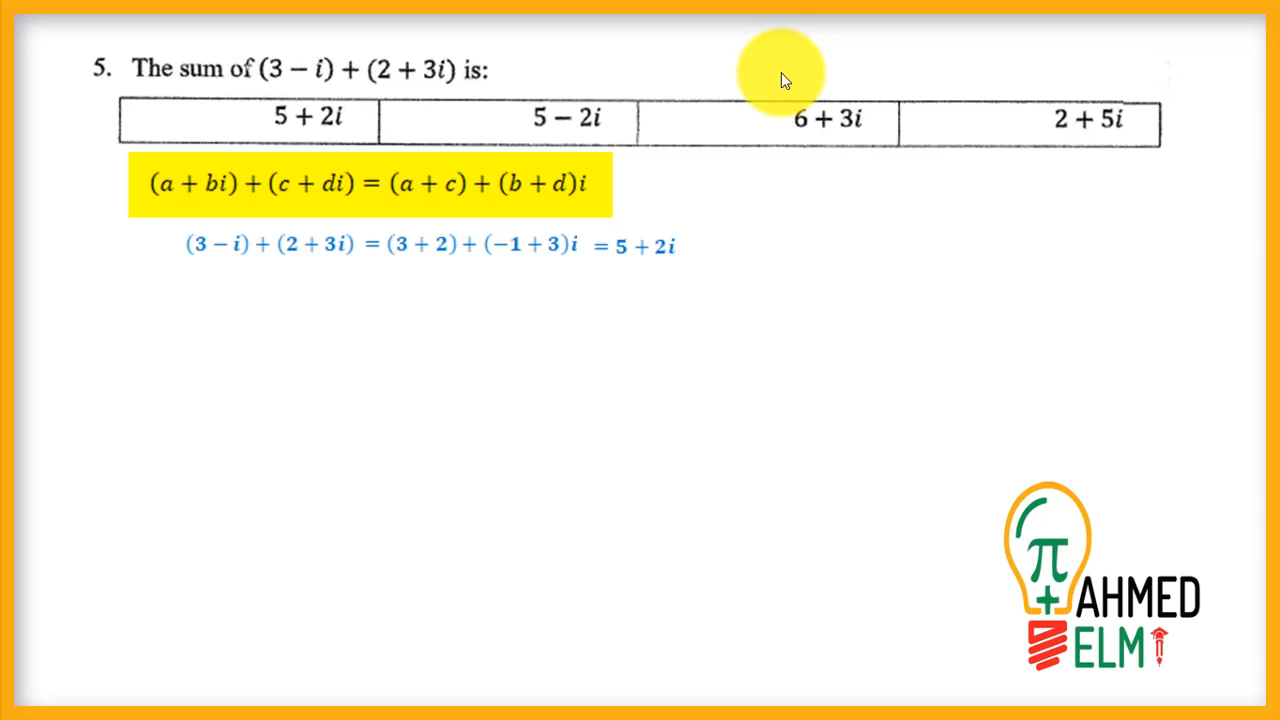 5. The sum of (3 − i) + (2 + 3i) is:
5 + 2i 5 − 2i 6 + 3i 2 + 5i
(a + bi) + (c + di) = (a + c) + (b + d)i
(3 − i) + (2 + 3i) = (3 + 2) + (−1 + 3)i = 5 + 2i
π
+ AHMED
ELMI